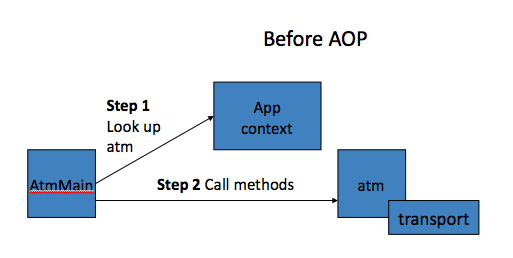 Before AOP
Step 1
Look up
atm
App
context
AtmMain
Step 2 Call methods
atm
transport